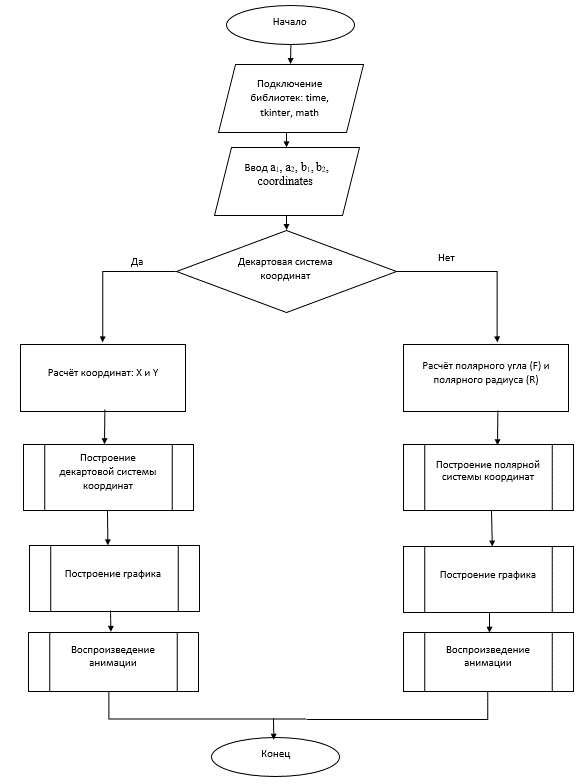 Начало
Подключение
библиотек: time,
tkinter, math
Ввод a₁, a₂, b₁, b₂,
coordinates
Декартовая система
координат
Да
Нет
Расчёт координат: X и Y
Расчёт полярного угла (F) и
полярного радиуса (R)
Построение
декартовой системы
координат
Построение полярной
системы координат
Построение графика
Построение графика
Воспроизведение
анимации
Воспроизведение
анимации
Конец